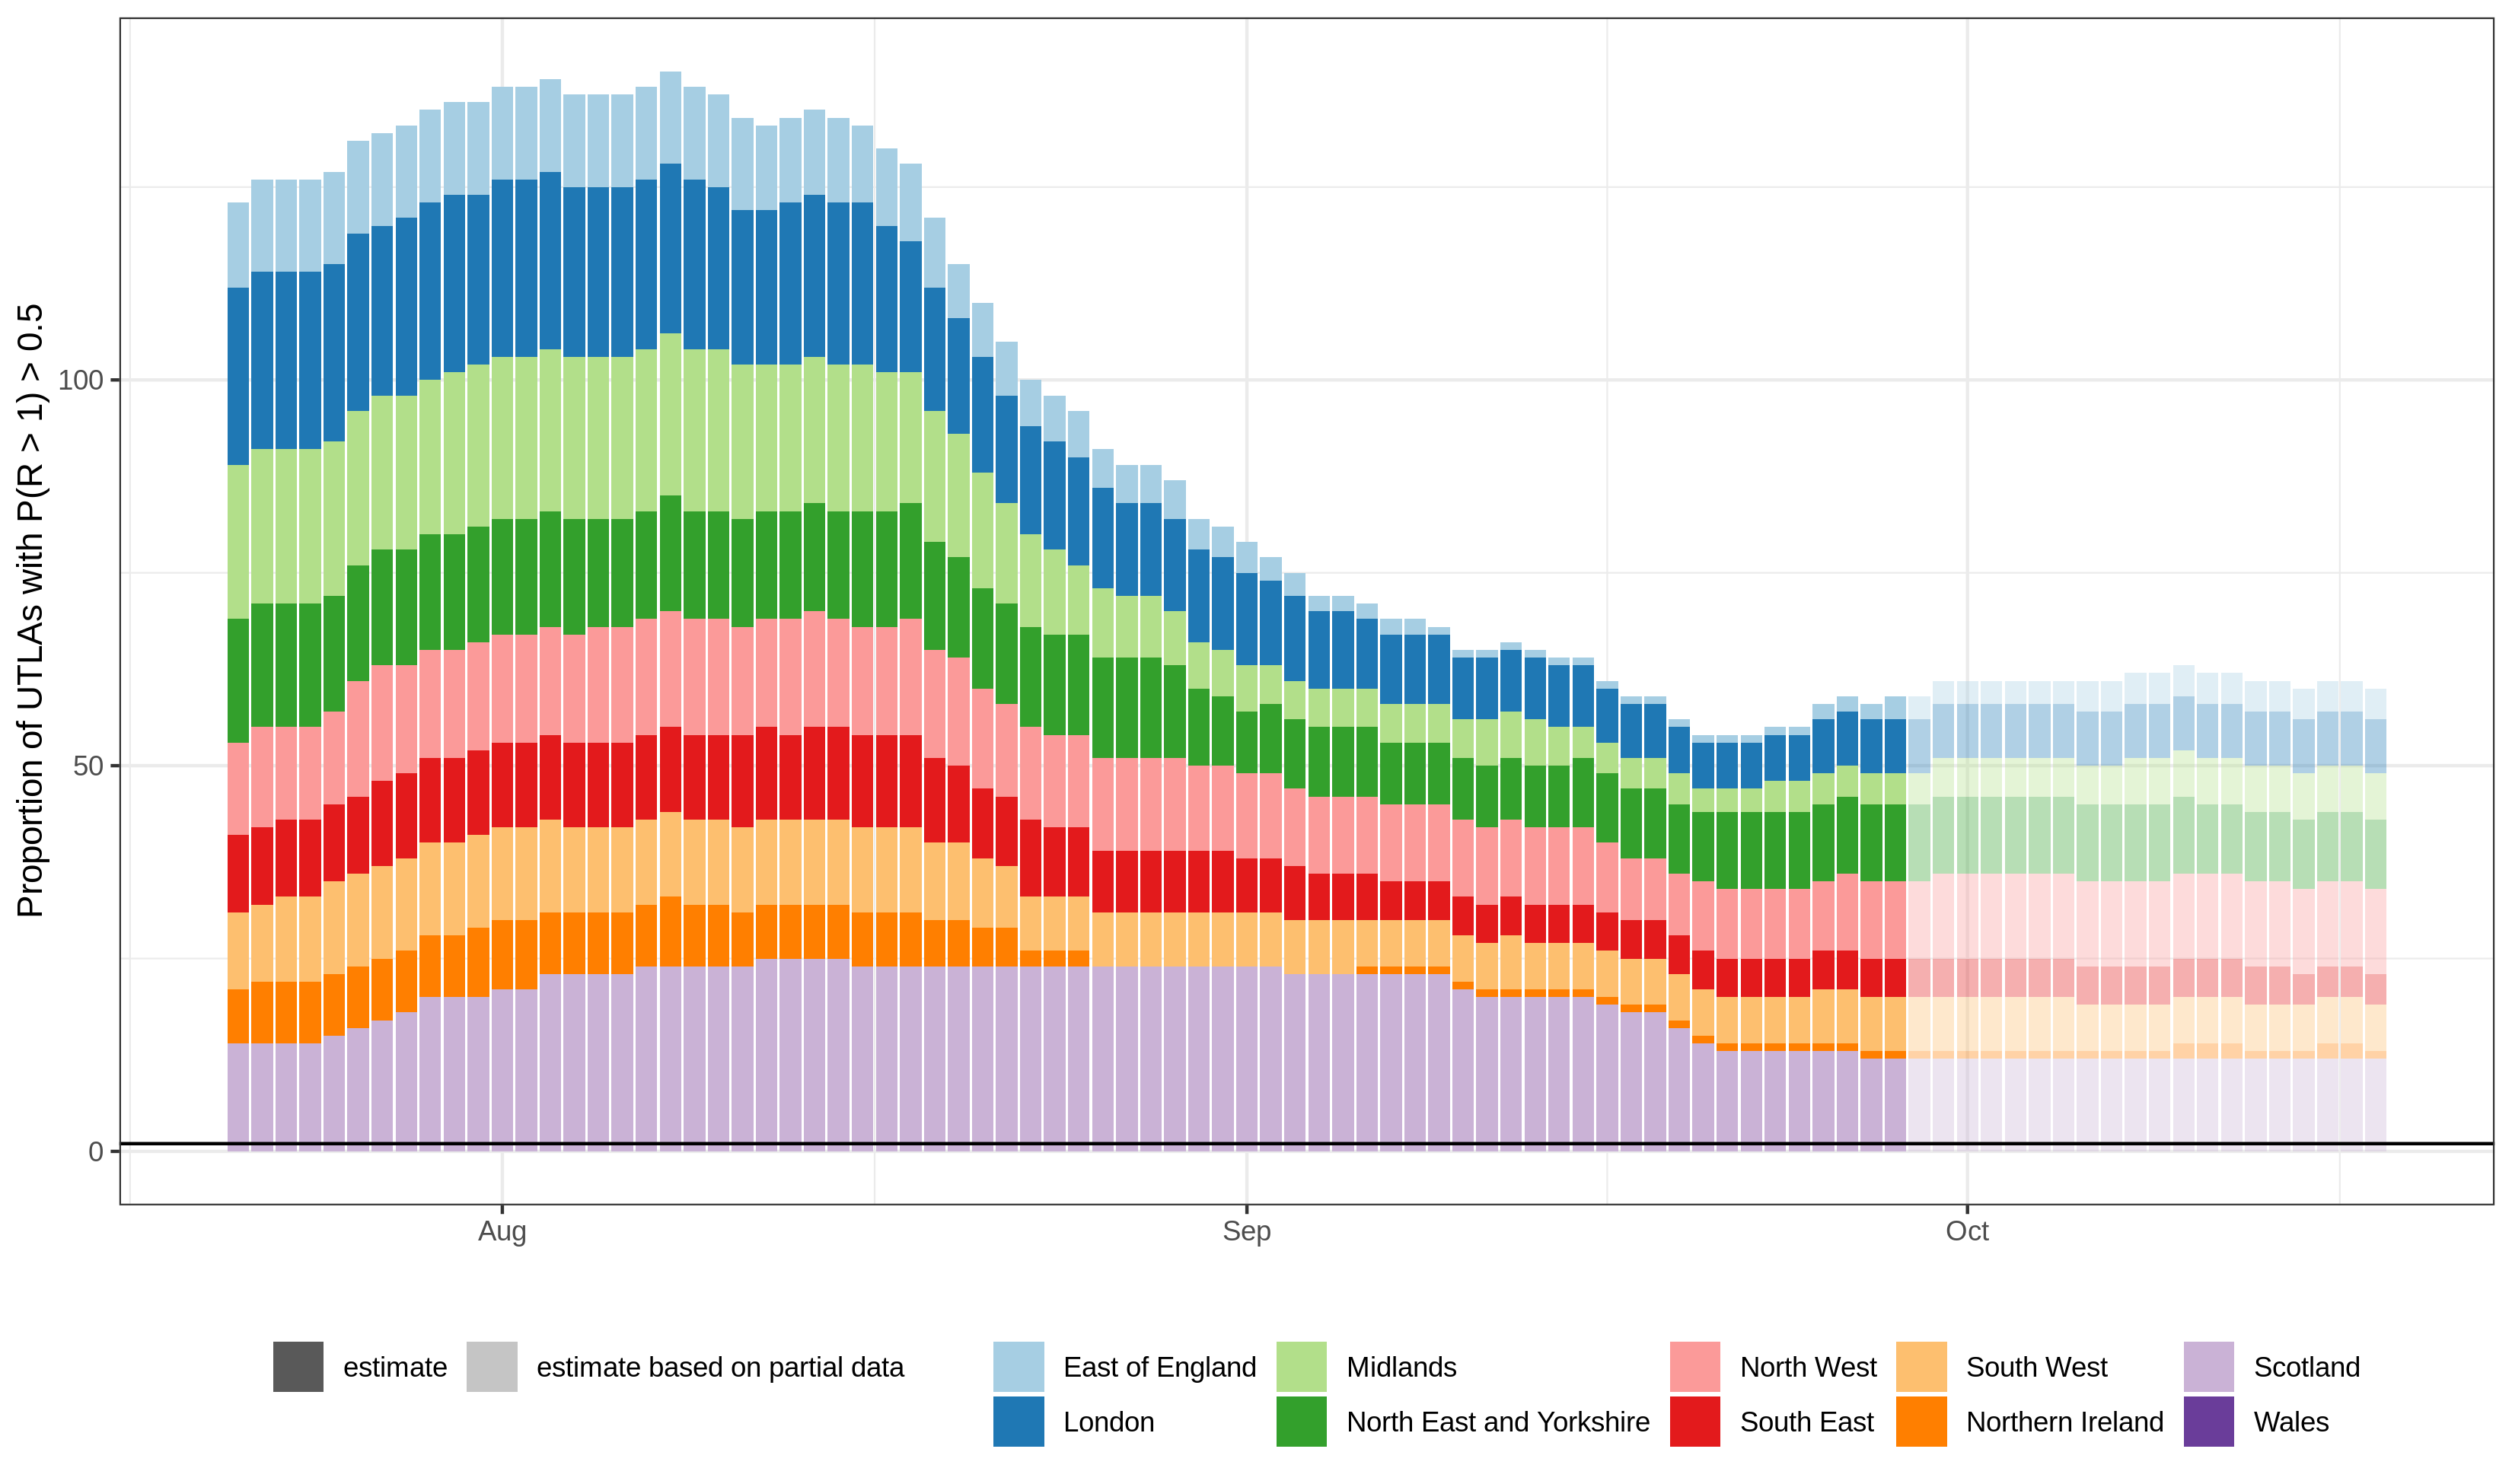 Proportion of UTLAs with P(R > 1) > 0.5
100
50
0
Aug Sep Oct
estimate estimate based on partial data East of England Midlands North West South West Scotland
London North East and Yorkshire South East Northern Ireland Wales